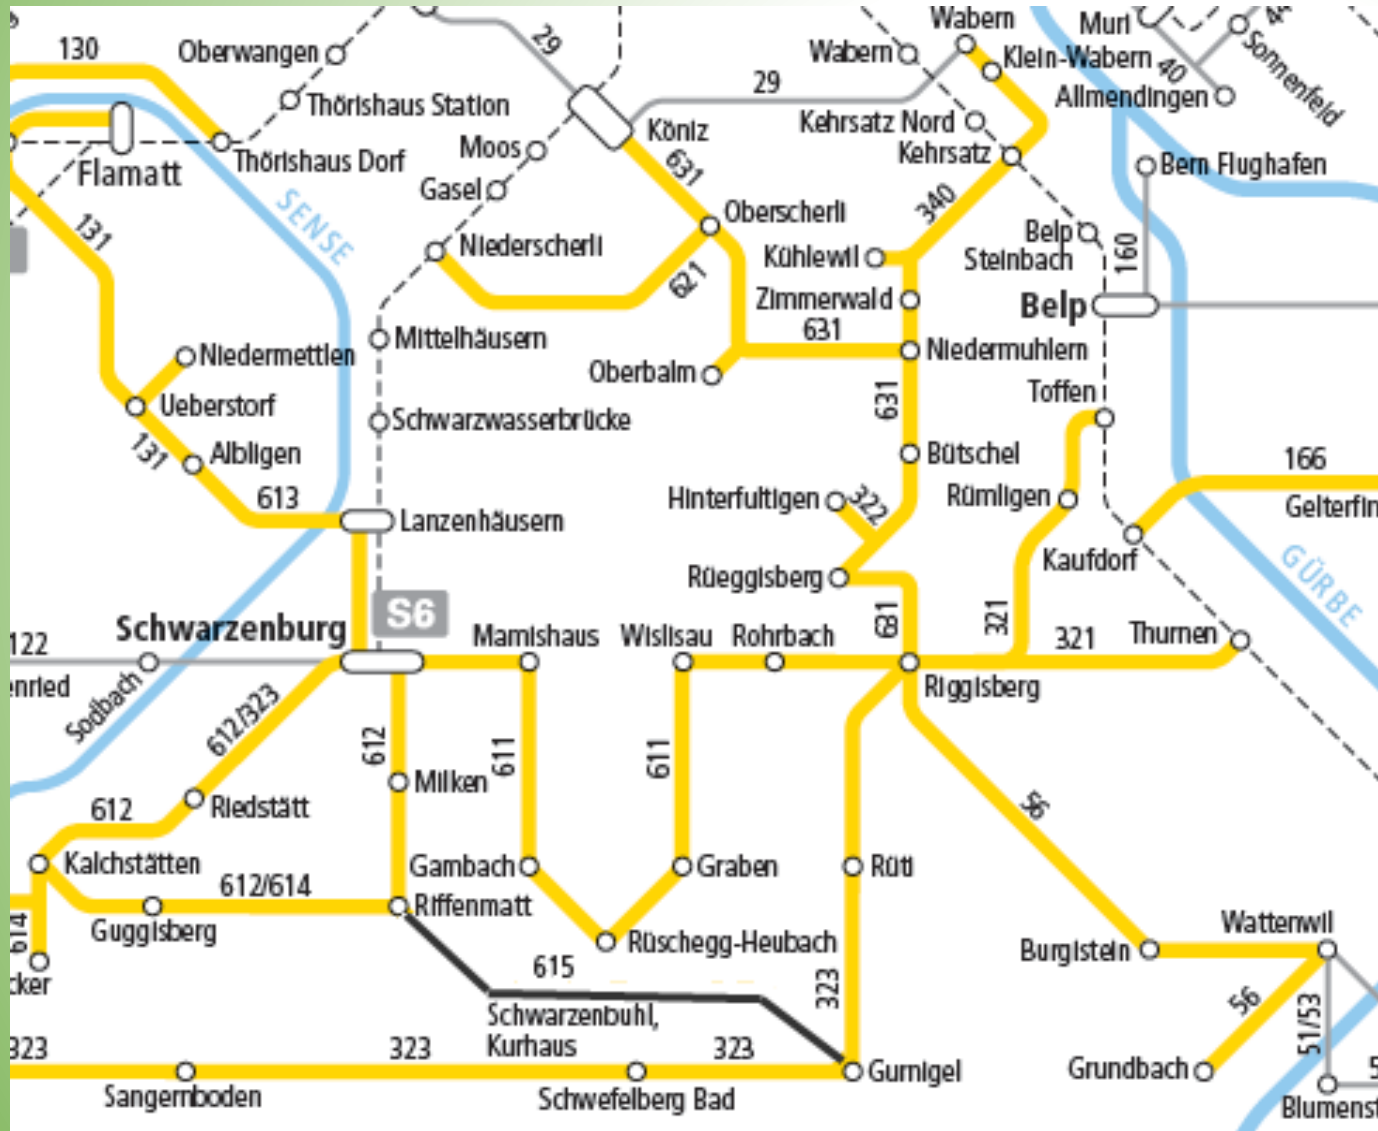 130
Oberwangen
29
Wabern
Wabern
Klein-Wabern
Muri
40
Sonnenfeld
Allmendingen
29
Thörishaus Station
Köniz
Kehrsatz Nord
Kehrsatz
Moos
Thörishaus Dorf
Flamatt
Gasel
631
Bern Flughafen
SENSE
131
Niederscherli
Oberscherli
340
621
Kühlewil
Belp
Steinbach
160
Zimmerwald
Belp
Mittelhäusern
631
Niedermuhlern
Niedermettlen
Oberbalm
Toffen
Ueberstorf
Schwarzwasserbrücke
631
131
Albligen
Bütschel
166
613
Lanzenhäusern
Hinterfultigen
322
Rümligen
Gelterfin
Kaufdorf
Rüeggisberg
GÜRBE
S6
Schwarzenburg
122
Mamishaus
Wislisau
Rohrbach
631
321
321
Thurnen
enried
Sodbach
Riggisberg
612/323
612
611
611
Milken
Riedstätt
612
56
Kalchstätten
Gambach
Graben
Rüti
612/614
Riffenmatt
Guggisberg
614
Rüschegg-Heubach
Wattenwil
Burgistein
cker
615
323
Schwarzenbühl,
Kurhaus
56
51/53
323
323
323
Gurnigel
Grundbach
5
Sangernboden
Schwefelberg Bad
Blumenst